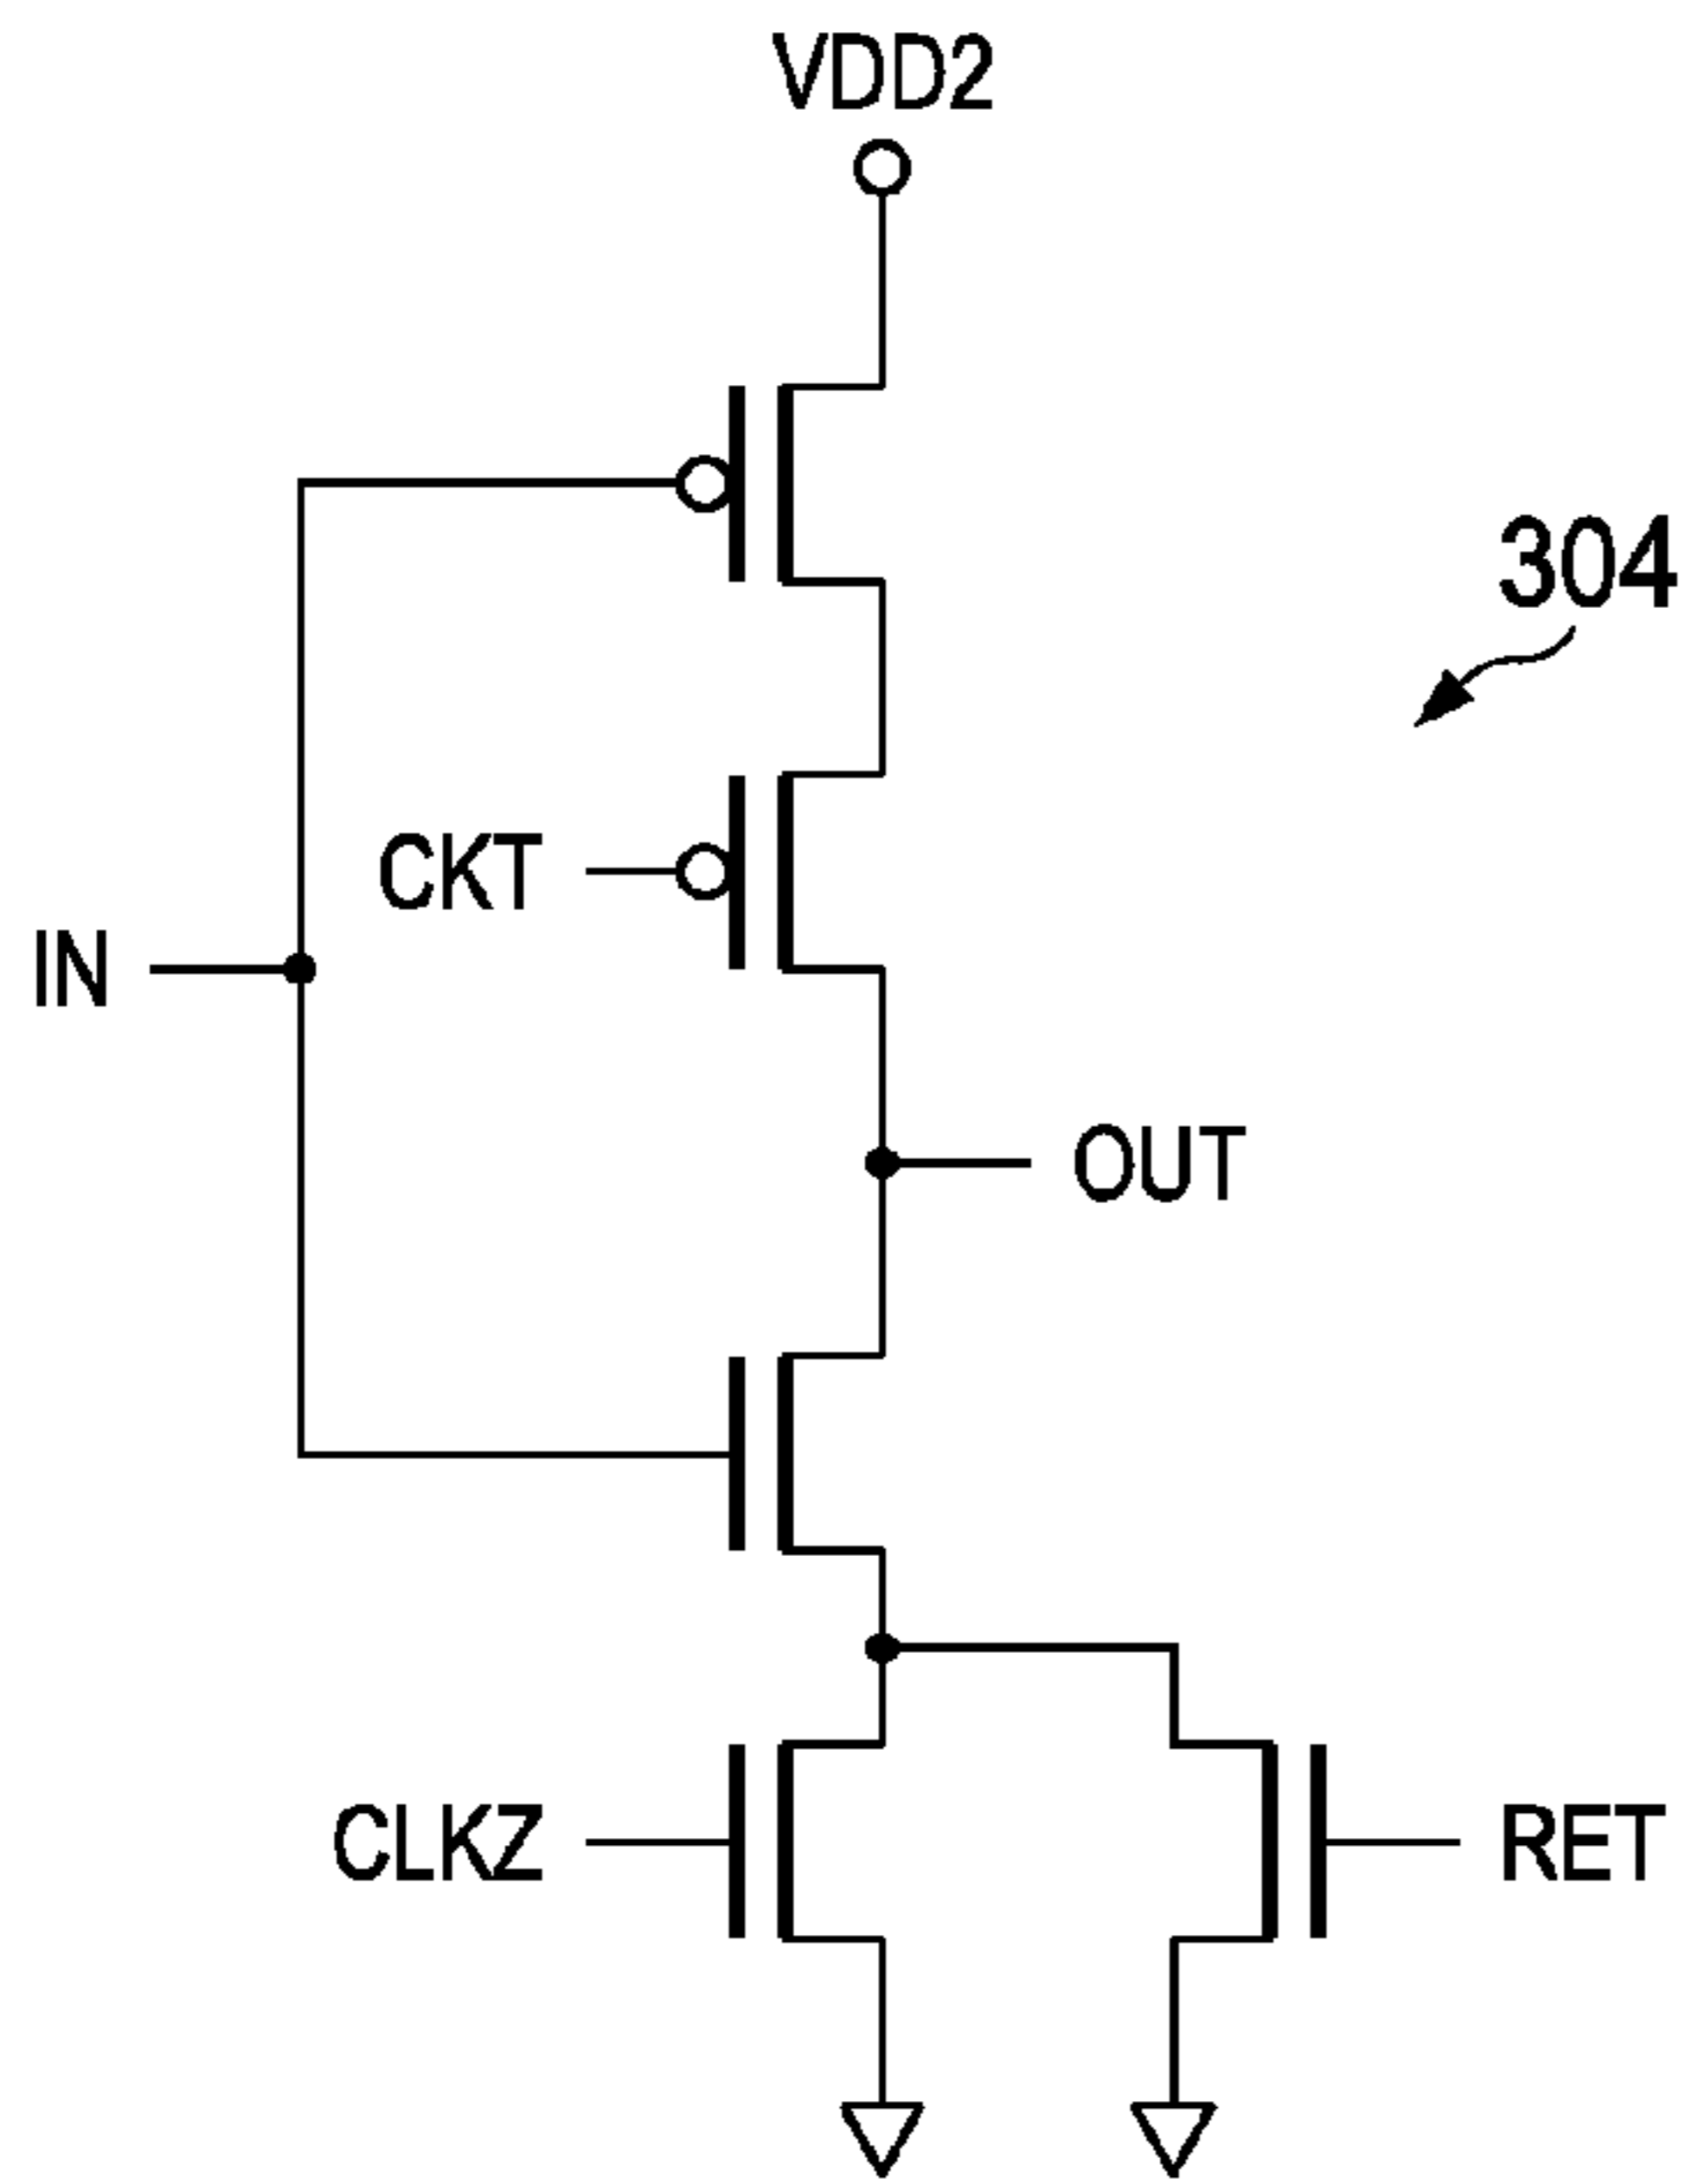 VDD2
304
CKT
IN
OUT
CLKZ
RET